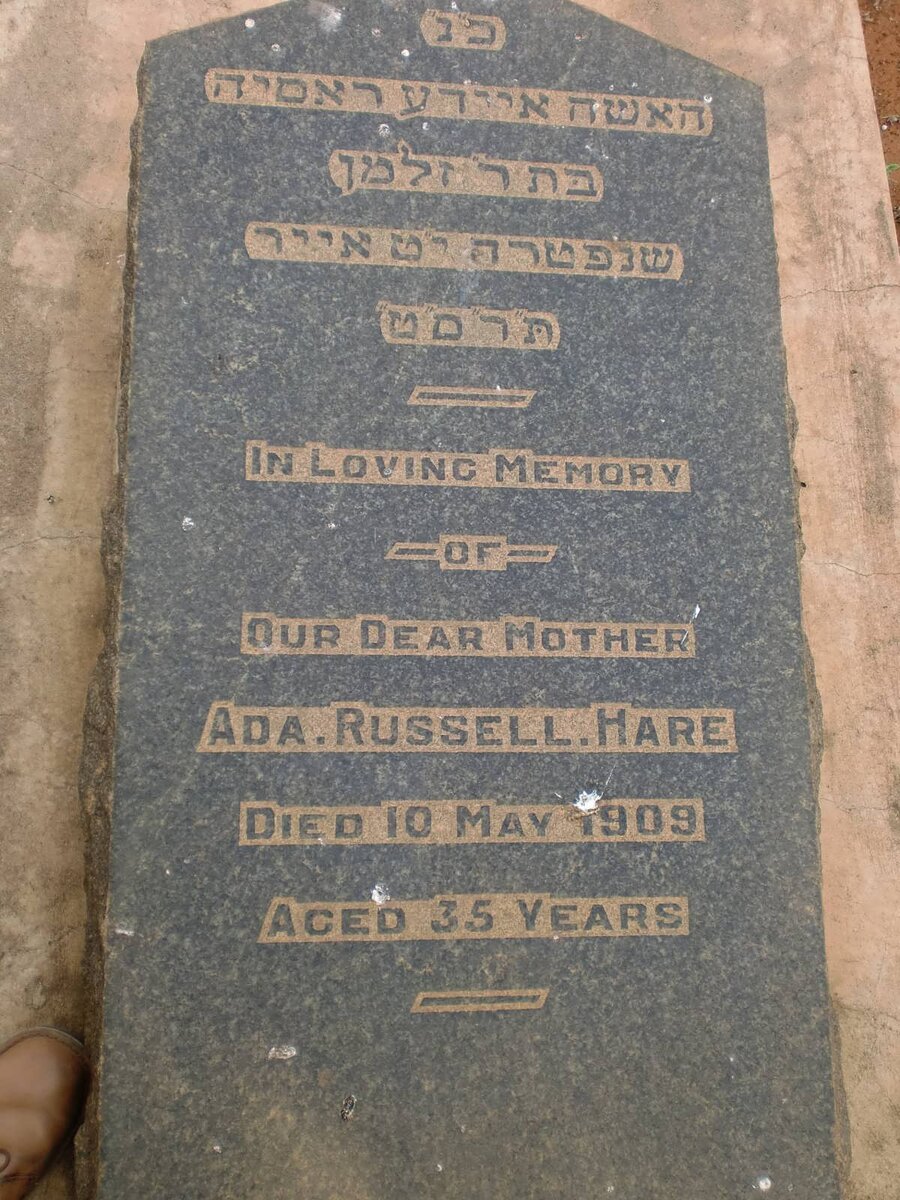 כ״נ
האשה איידע ראסיה
בת ר׳ זלמן
שנפטרה י״ט אייר
ת״ר״ס״ט
IN LOVING MEMORY
OF
OUR DEAR MOTHER
ADA.RUSSELL.HARE
DIED 10 MAY 1909
AGED 35 YEARS